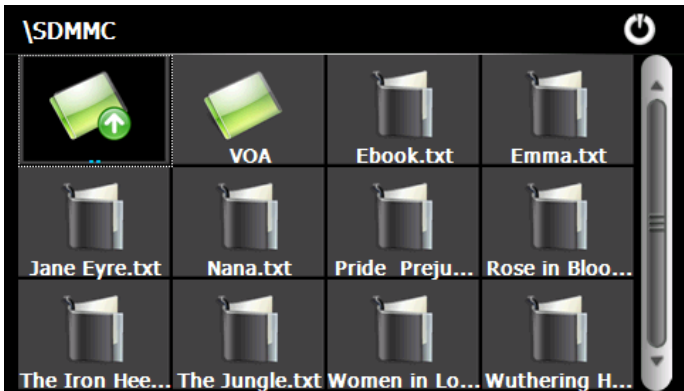 \SDMMC
..
VOA
Ebook.txt
Emma.txt
Jane Eyre.txt
Nana.txt
Pride  Preju...
Rose in Bloo...
The Iron Hee...
The Jungle.txt
Women in Lo...
Wuthering H...